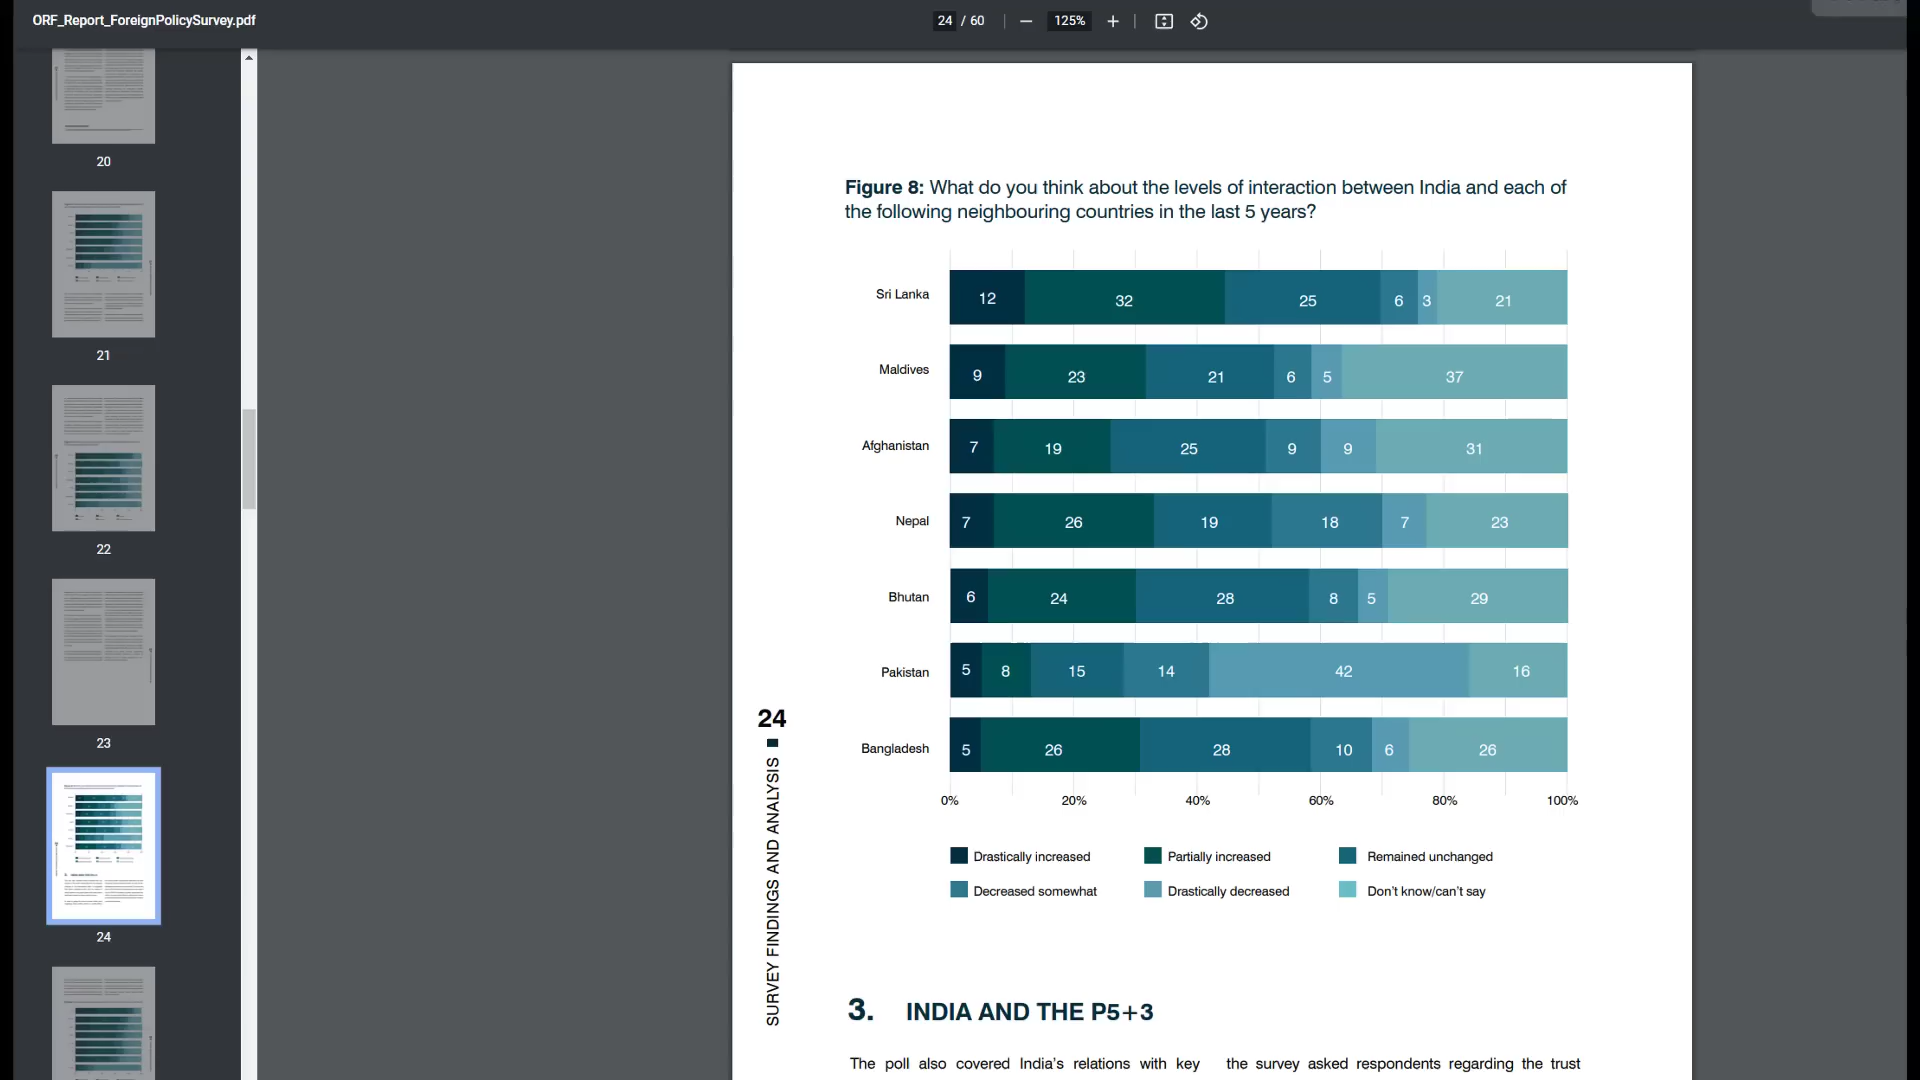 ORF_Report_ForeignPolicySurvey.pdf
24 / 60
125%
20
21
22
23
24
Figure 8: What do you think about the levels of interaction between India and each of
the following neighbouring countries in the last 5 years?
Sri Lanka 12 32 25 6 3 21
Maldives 9 23 21 6 5 37
Afghanistan 7 19 25 9 9 31
Nepal 7 26 19 18 7 23
Bhutan 6 24 28 8 5 29
Pakistan 5 8 15 14 42 16
Bangladesh 5 26 28 10 6 26
0% 20% 40% 60% 80% 100%
Drastically increased Partially increased Remained unchanged
Decreased somewhat Drastically decreased Don't know/can't say
24
SURVEY FINDINGS AND ANALYSIS
3. INDIA AND THE P5+3
The poll also covered India's relations with key
the survey asked respondents regarding the trust